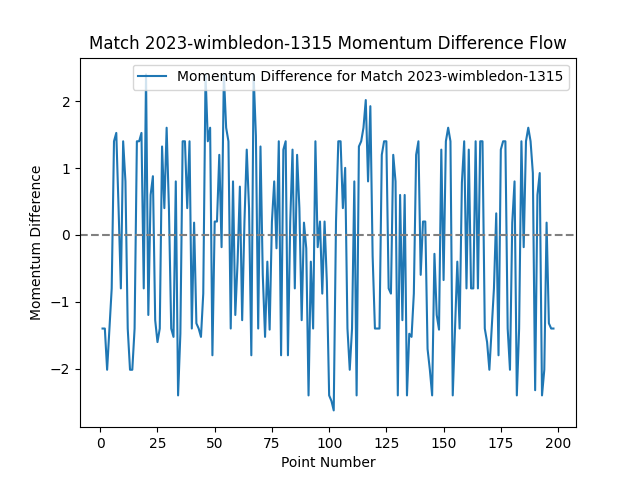 Match 2023-wimbledon-1315 Momentum Difference Flow
Momentum Difference for Match 2023-wimbledon-1315
Momentum Difference
2
1
0
−1
−2
0 25 50 75 100 125 150 175 200
Point Number